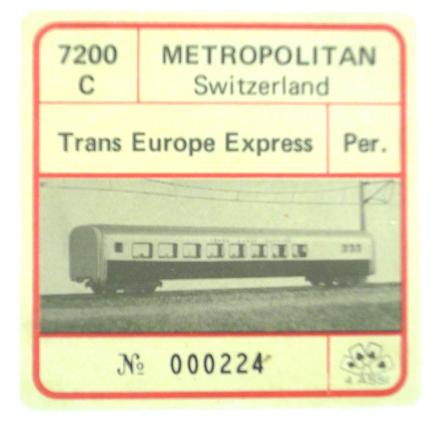 7200
C
METROPOLITAN
Switzerland
Trans Europe Express
Per.
№ 000224
4 ASSI